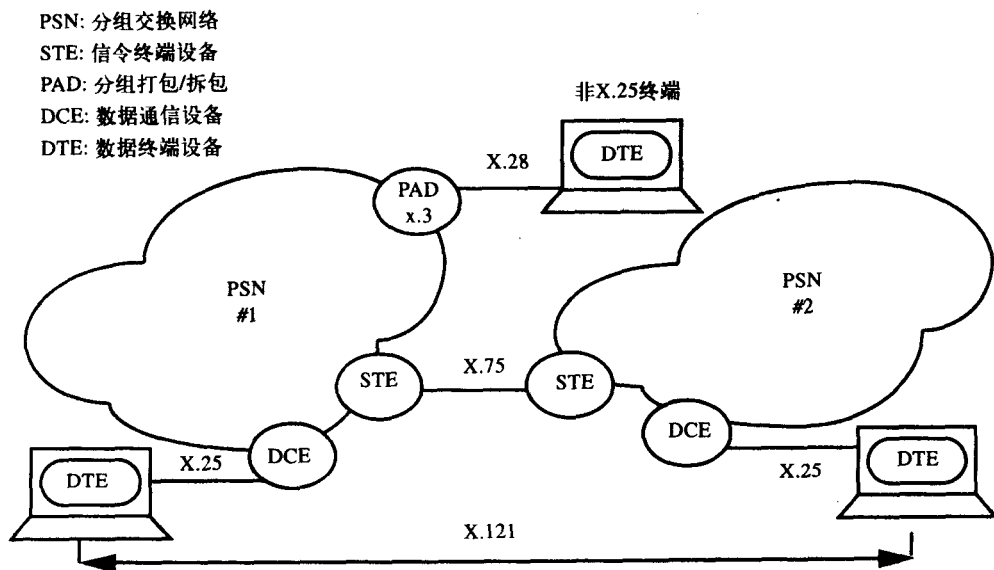 PSN: 分组交换网络
STE: 信令终端设备
PAD: 分组打包/拆包
DCE: 数据通信设备
DTE: 数据终端设备
非X.25终端
DTE
X.28
PAD
x.3
PSN
#1
PSN
#2
STE
X.75
STE
DCE
DCE
X.25
DTE
X.25
DTE
X.121